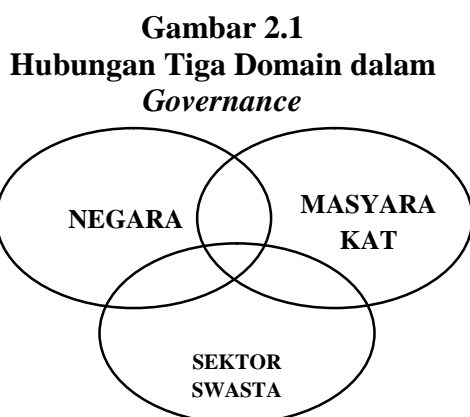 Gambar 2.1
Hubungan Tiga Domain dalam
Governance
NEGARA
MASYARA
KAT
SEKTOR
SWASTA